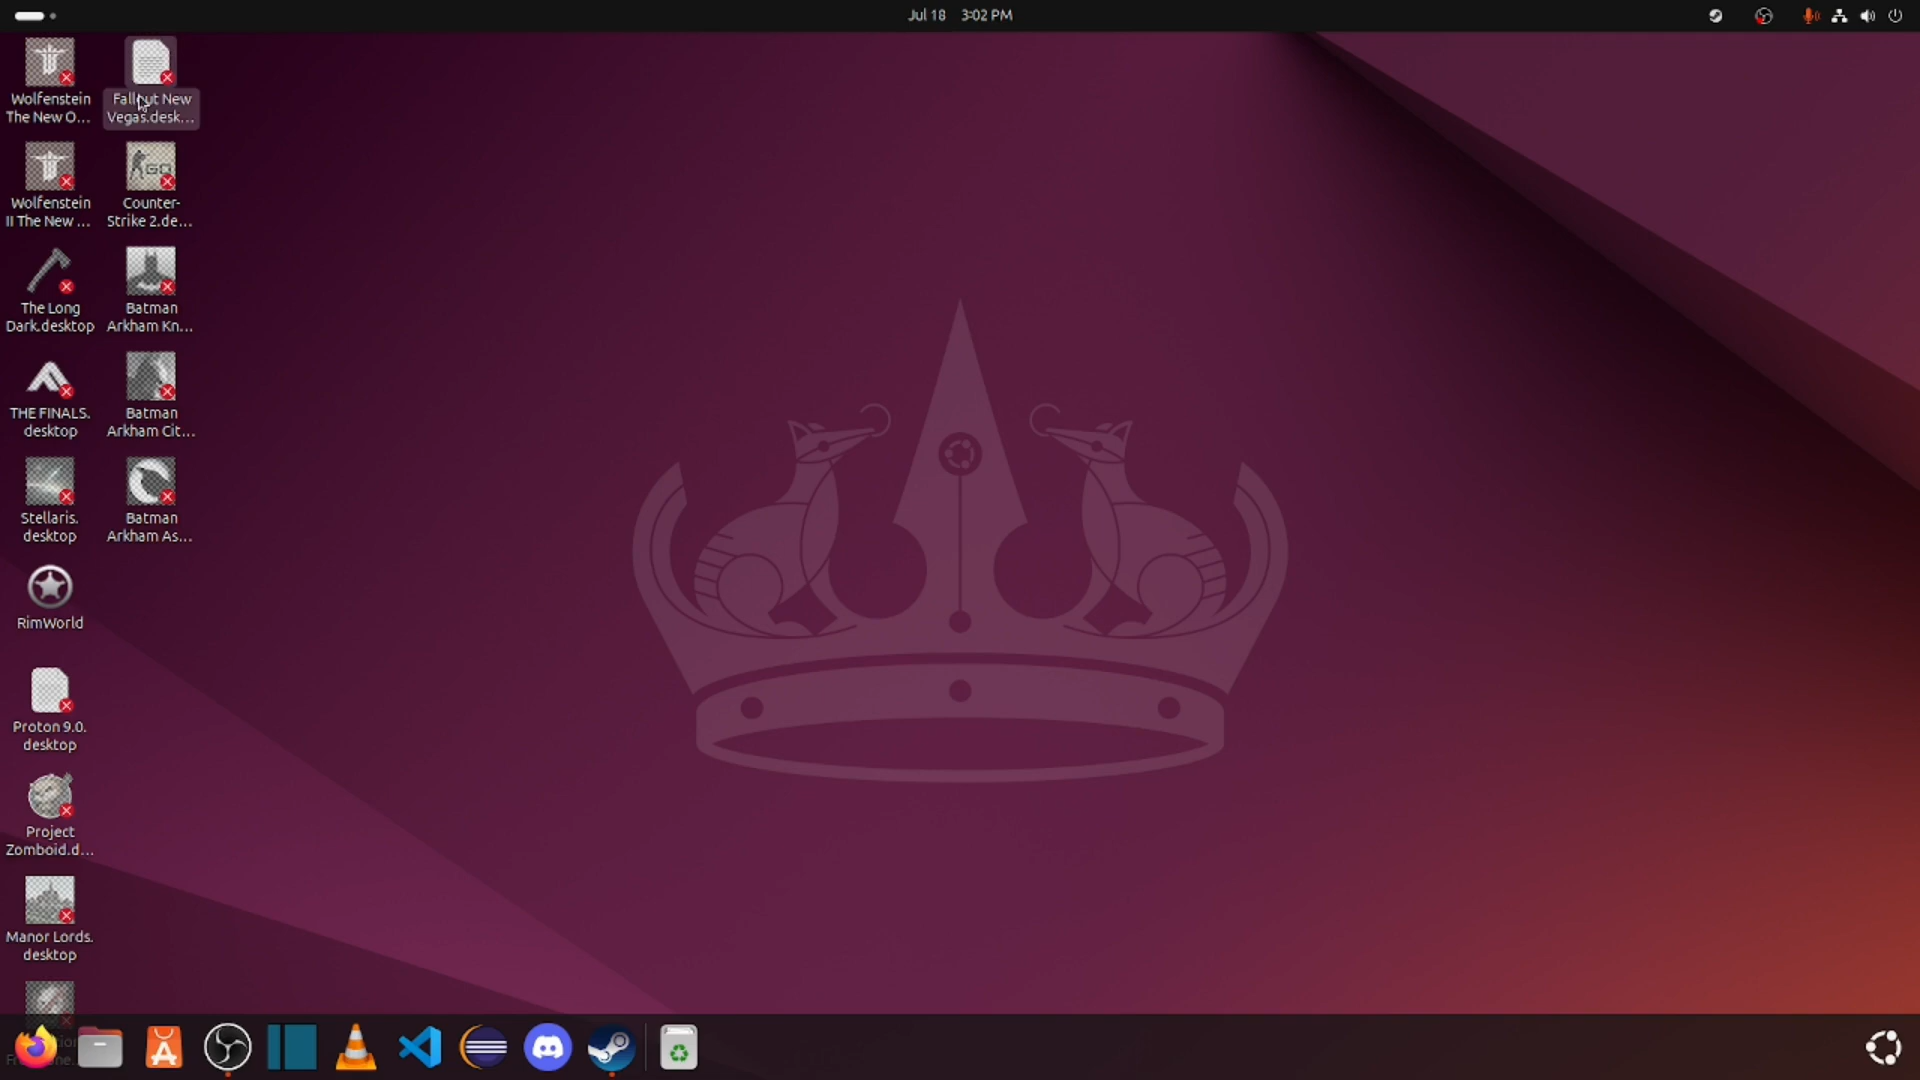 Jul 18 3:02 PM
Wolfenstein
The New O...
Fallout New
Vegas.desk...
Wolfenstein
II The New ...
GO
Counter-
Strike 2.de...
The Long
Dark.desktop
Batman
Arkham Kn...
THE FINALS.
desktop
Batman
Arkham Cit...
Stellaris.
desktop
Batman
Arkham As...
RimWorld
Proton 9.0.
desktop
Project
Zomboid.d...
Manor Lords.
desktop